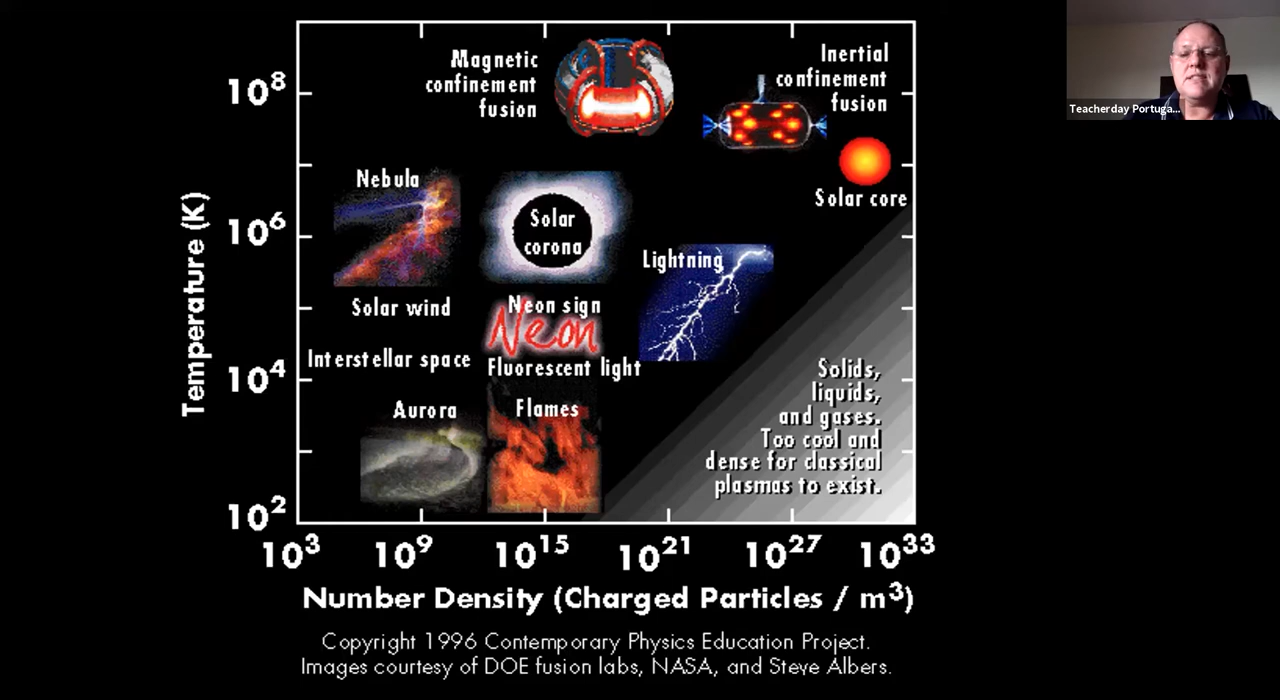 Magnetic
confinement
fusion
Inertial
confinement
fusion
Teacherday Portuga...
10⁸
Solar core
Nebula
Solar
corona
10⁶
Lightning
Solar wind
Neon sign
Neon
Interstellar space
Fluorescent light
10⁴
Aurora
Flames
Solids,
liquids,
and gases.
Too cool and
dense for classical
plasmas to exist.
10²
Temperature (K)
10³ 10⁹ 10¹⁵ 10²¹ 10²⁷ 10³³
Number Density (Charged Particles / m³)
Copyright 1996 Contemporary Physics Education Project.
Images courtesy of DOE fusion labs, NASA, and Steve Albers.